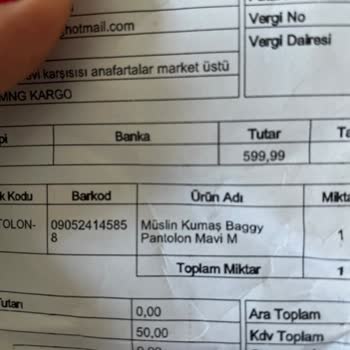 @hotmail.com
Vergi No
Vergi Dairesi
karşısısı anafartalar market üstü
MNG KARGO
Banka Tutar
599,99
Kodu Barkod Ürün Adı
TOLON- 09052414585 Müslin Kumaş Baggy
8 Pantolon Mavi M 1
Toplam Miktar 1
0,00 Ara Toplam
50,00 Kdv Toplam